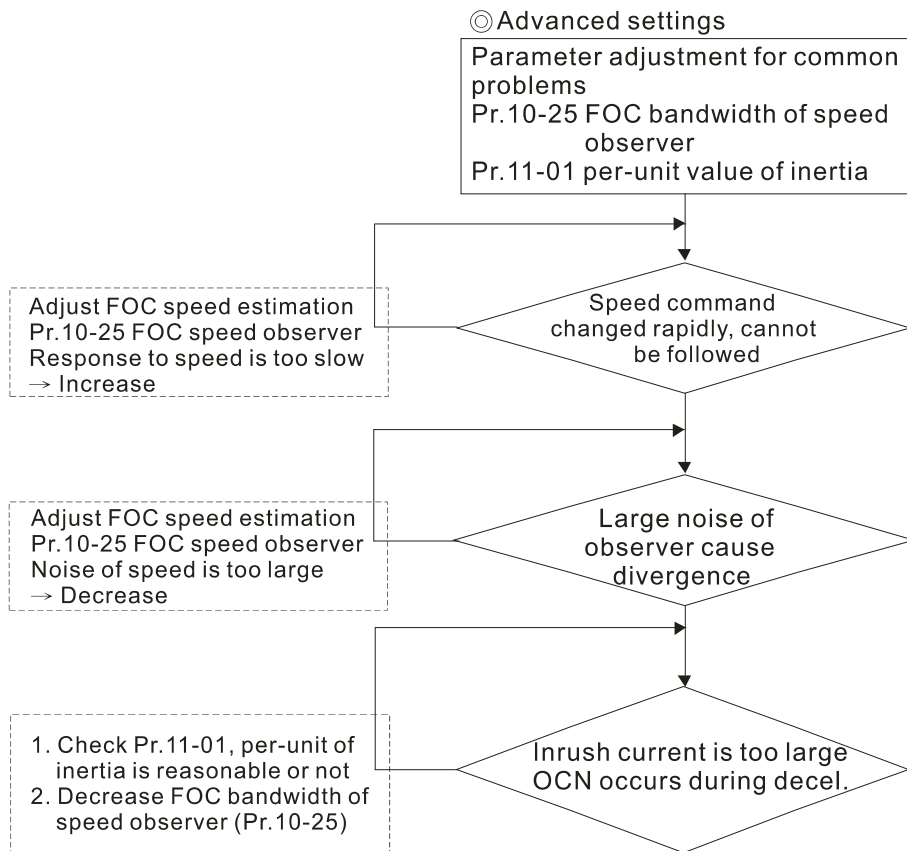 ◎ Advanced settings
Parameter adjustment for common
problems
Pr.10-25 FOC bandwidth of speed
observer
Pr.11-01 per-unit value of inertia
Speed command
changed rapidly, cannot
be followed
Adjust FOC speed estimation
Pr.10-25 FOC speed observer
Response to speed is too slow
→ Increase
Large noise of
observer cause
divergence
Adjust FOC speed estimation
Pr.10-25 FOC speed observer
Noise of speed is too large
→ Decrease
Inrush current is too large
OCN occurs during decel.
1. Check Pr.11-01, per-unit of
inertia is reasonable or not
2. Decrease FOC bandwidth of
speed observer (Pr.10-25)